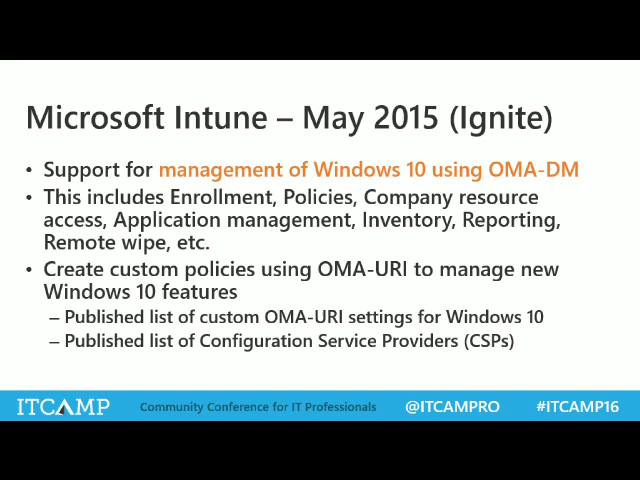 Microsoft Intune – May 2015 (Ignite)
• Support for management of Windows 10 using OMA-DM
• This includes Enrollment, Policies, Company resource
access, Application management, Inventory, Reporting,
Remote wipe, etc.
• Create custom policies using OMA-URI to manage new
Windows 10 features
– Published list of custom OMA-URI settings for Windows 10
– Published list of Configuration Service Providers (CSPs)
ITCAMP Community Conference for IT Professionals @ITCAMPRO #ITCAMP16